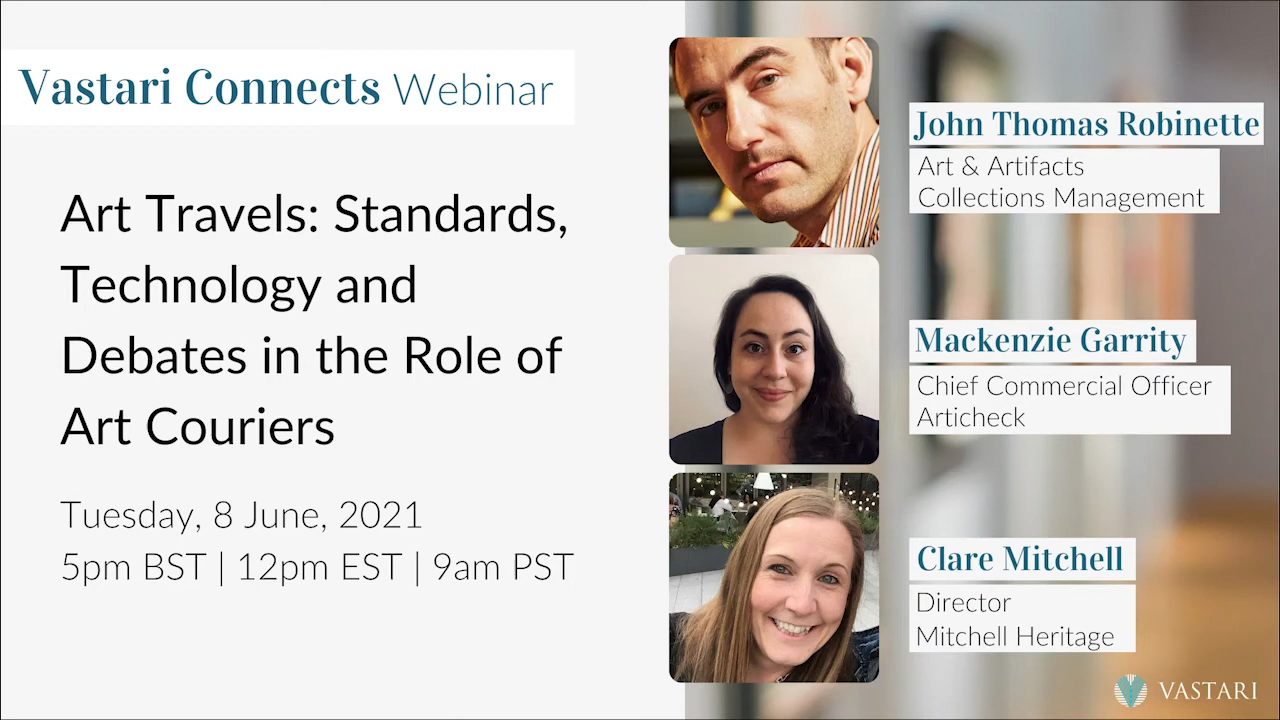 Vastari Connects Webinar
Art Travels: Standards,
Technology and
Debates in the Role of
Art Couriers
Tuesday, 8 June, 2021
5pm BST | 12pm EST | 9am PST
John Thomas Robinette
Art & Artifacts
Collections Management
Mackenzie Garrity
Chief Commercial Officer
Articheck
Clare Mitchell
Director
Mitchell Heritage
VASTARI